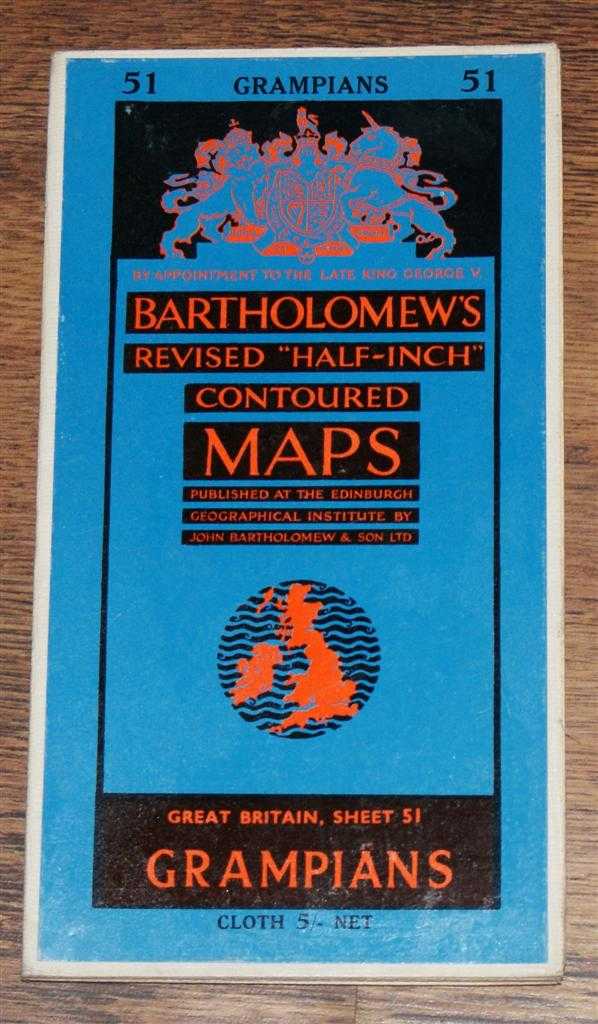 51 GRAMPIANS 51
BY APPOINTMENT TO THE LATE KING GEORGE V.
BARTHOLOMEW'S
REVISED "HALF-INCH"
CONTOURED
MAPS
PUBLISHED AT THE EDINBURGH
GEOGRAPHICAL INSTITUTE BY
JOHN BARTHOLOMEW & SON LTD
GREAT BRITAIN, SHEET 51
GRAMPIANS
CLOTH 5/- NET